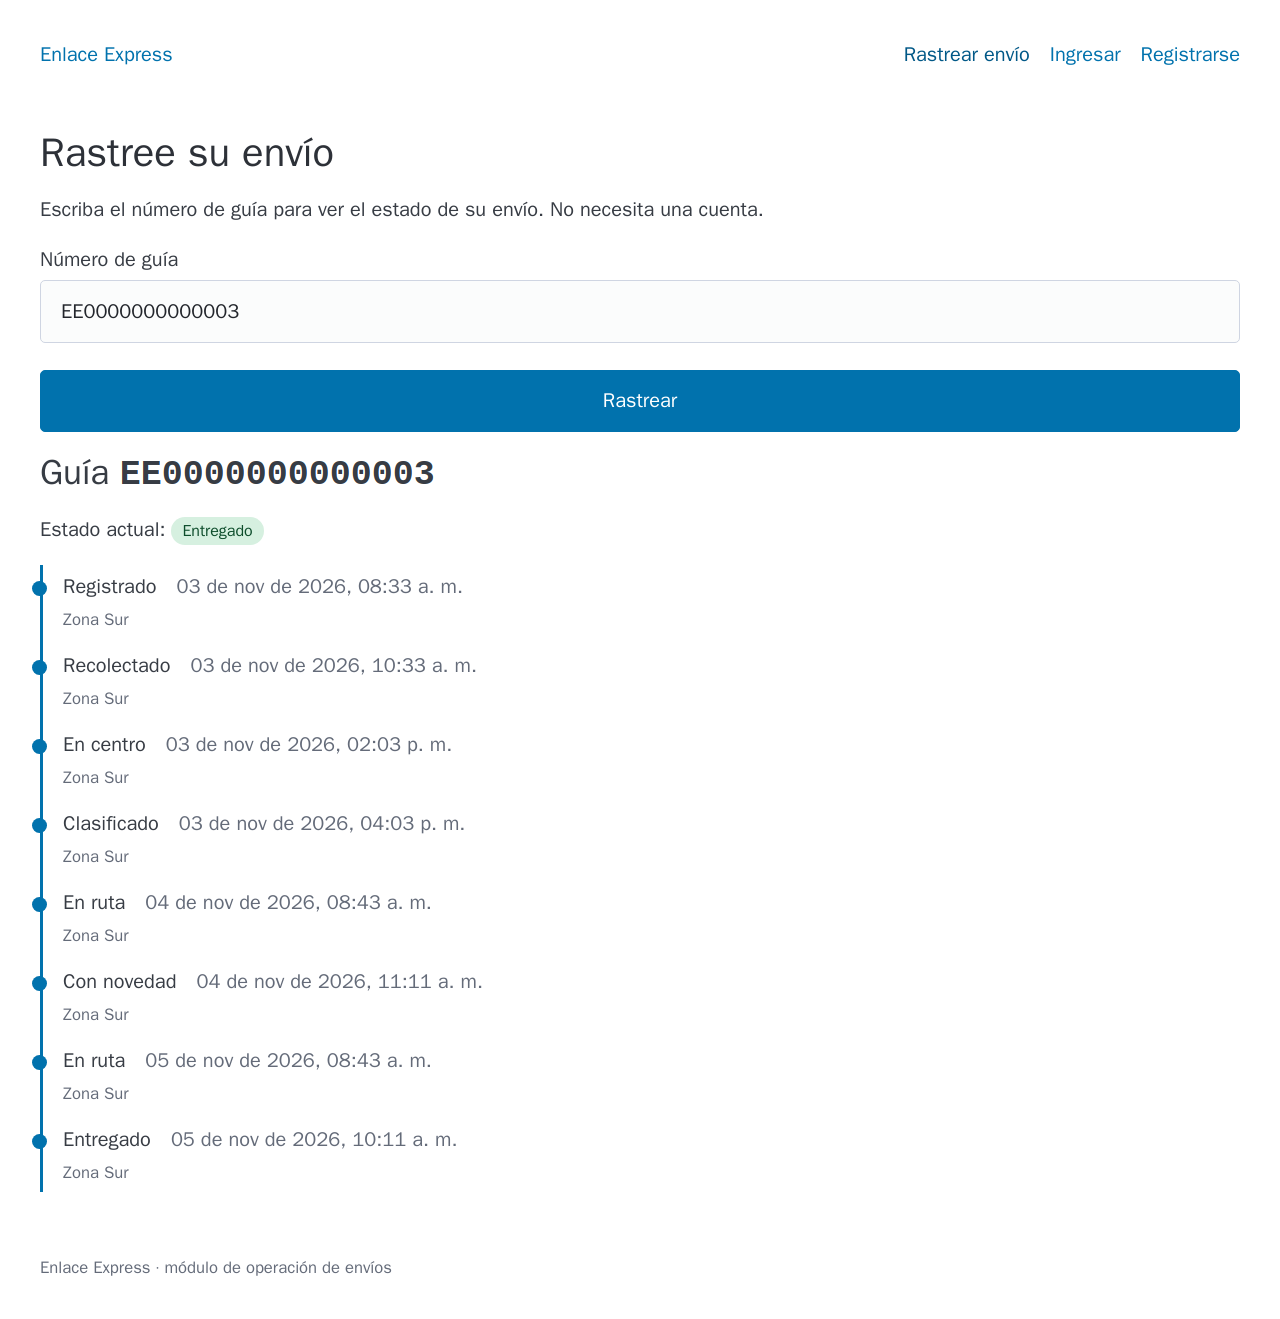 Enlace Express
Rastrear envío Ingresar Registrarse
Rastree su envío
Escriba el número de guía para ver el estado de su envío. No necesita una cuenta.
Número de guía
EE0000000000003
Rastrear
Guía EE0000000000003
Estado actual: Entregado
Registrado 03 de nov de 2026, 08:33 a. m.
Zona Sur
Recolectado 03 de nov de 2026, 10:33 a. m.
Zona Sur
En centro 03 de nov de 2026, 02:03 p. m.
Zona Sur
Clasificado 03 de nov de 2026, 04:03 p. m.
Zona Sur
En ruta 04 de nov de 2026, 08:43 a. m.
Zona Sur
Con novedad 04 de nov de 2026, 11:11 a. m.
Zona Sur
En ruta 05 de nov de 2026, 08:43 a. m.
Zona Sur
Entregado 05 de nov de 2026, 10:11 a. m.
Zona Sur
Enlace Express · módulo de operación de envíos